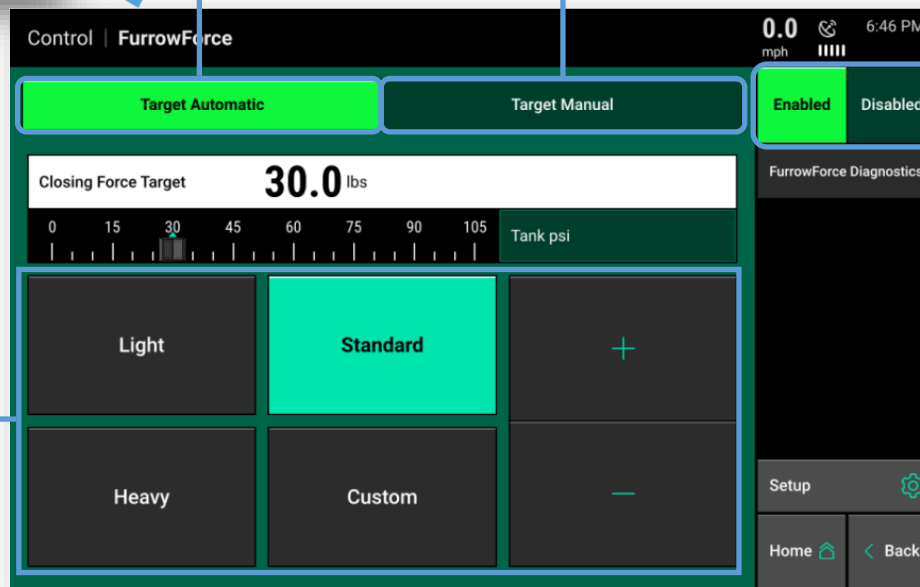 Control | FurrowForce
0.0 mph
6:46 PM
Target Automatic
Target Manual
Enabled
Disabled
Closing Force Target 30.0 lbs
FurrowForce Diagnostics
0 15 30 45 60 75 90 105
Tank psi
Light
Standard
+
Heavy
Custom
−
Setup
Home
< Back